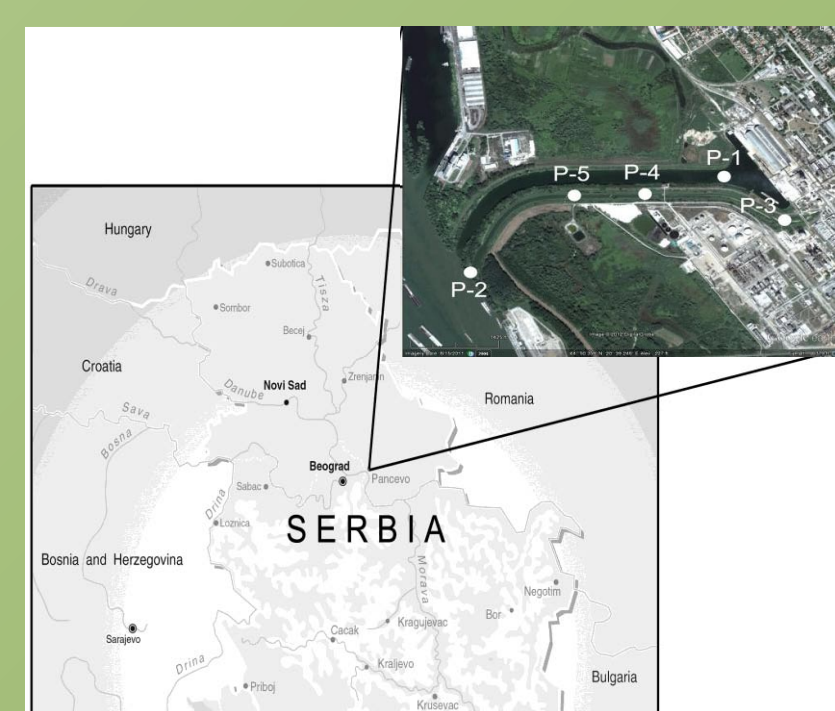 P-1
P-5
P-4
P-3
P-2
Hungary
Subotica
Drava
Tisza
Sombor
Becej
Croatia
Zrenjanin
Danube
Novi Sad
Romania
Sava
Bosna
Beograd
Pancevo
Sabac
Drina
Loznica
SERBIA
Bosnia and Herzegovina
Morava
Negotim
Bor
Kragujevac
Sarajevo
Cacak
Drina
Kraljevo
Bulgaria
Priboj
Krusevac